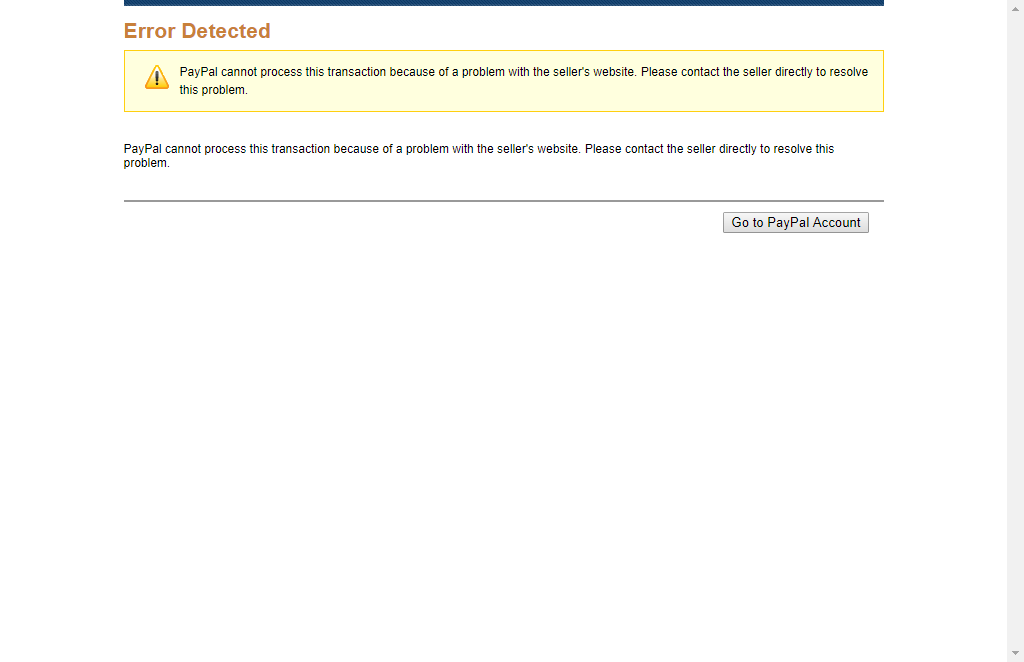 Error Detected
PayPal cannot process this transaction because of a problem with the seller's website. Please contact the seller directly to resolve
this problem.
PayPal cannot process this transaction because of a problem with the seller's website. Please contact the seller directly to resolve this
problem.
Go to PayPal Account